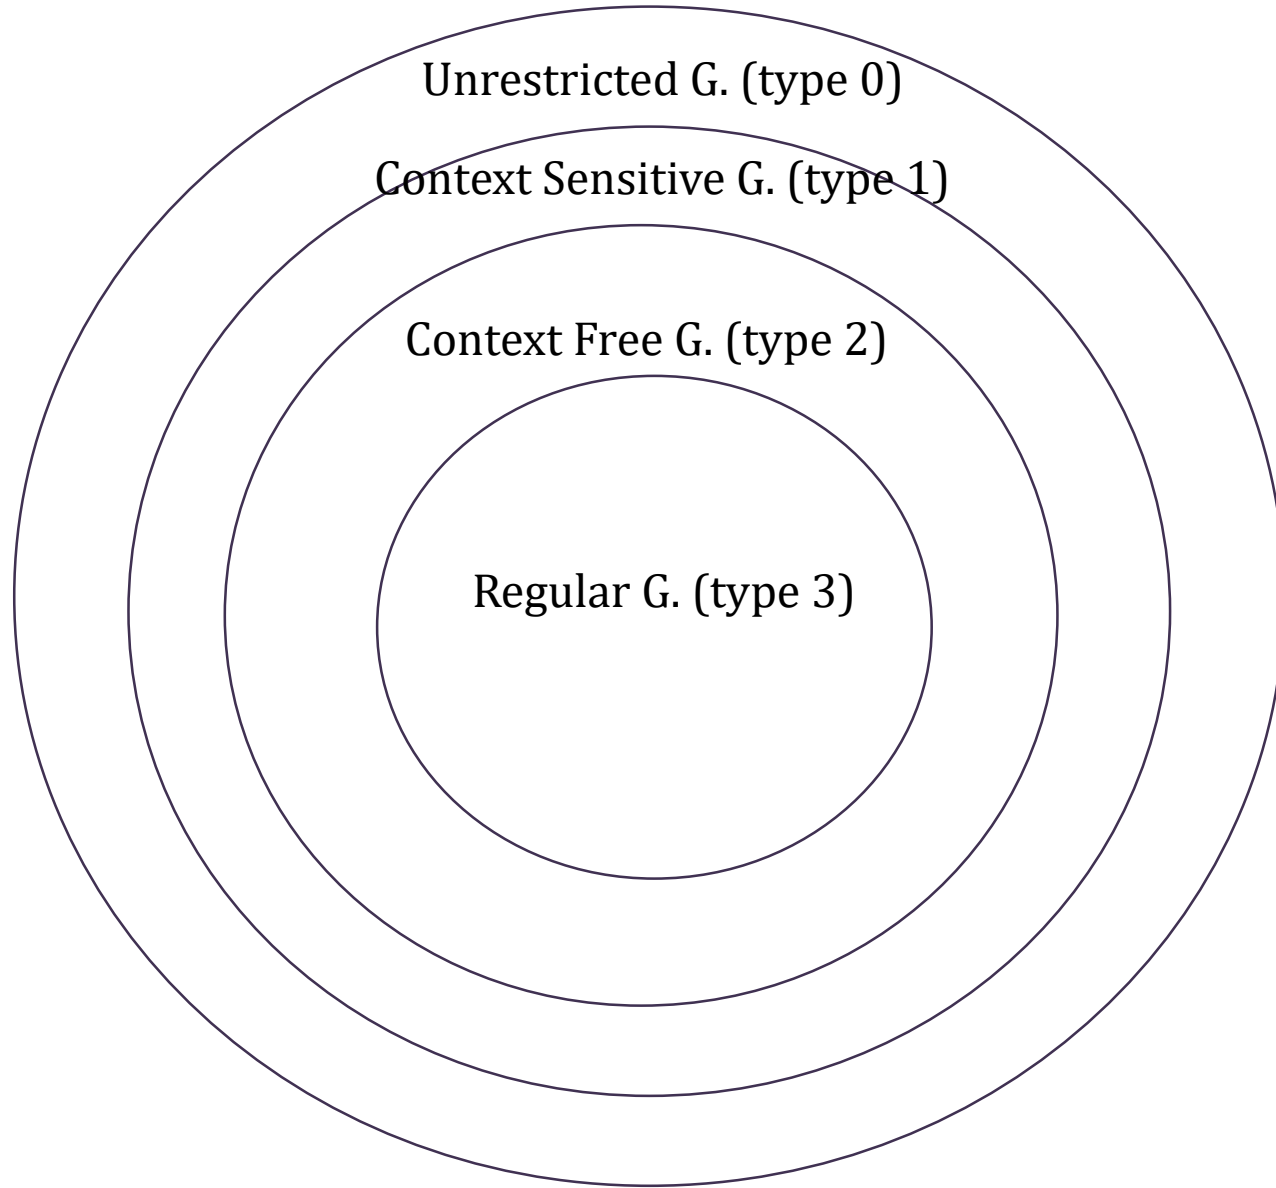 Unrestricted G. (type 0)
Context Sensitive G. (type 1)
Context Free G. (type 2)
Regular G. (type 3)